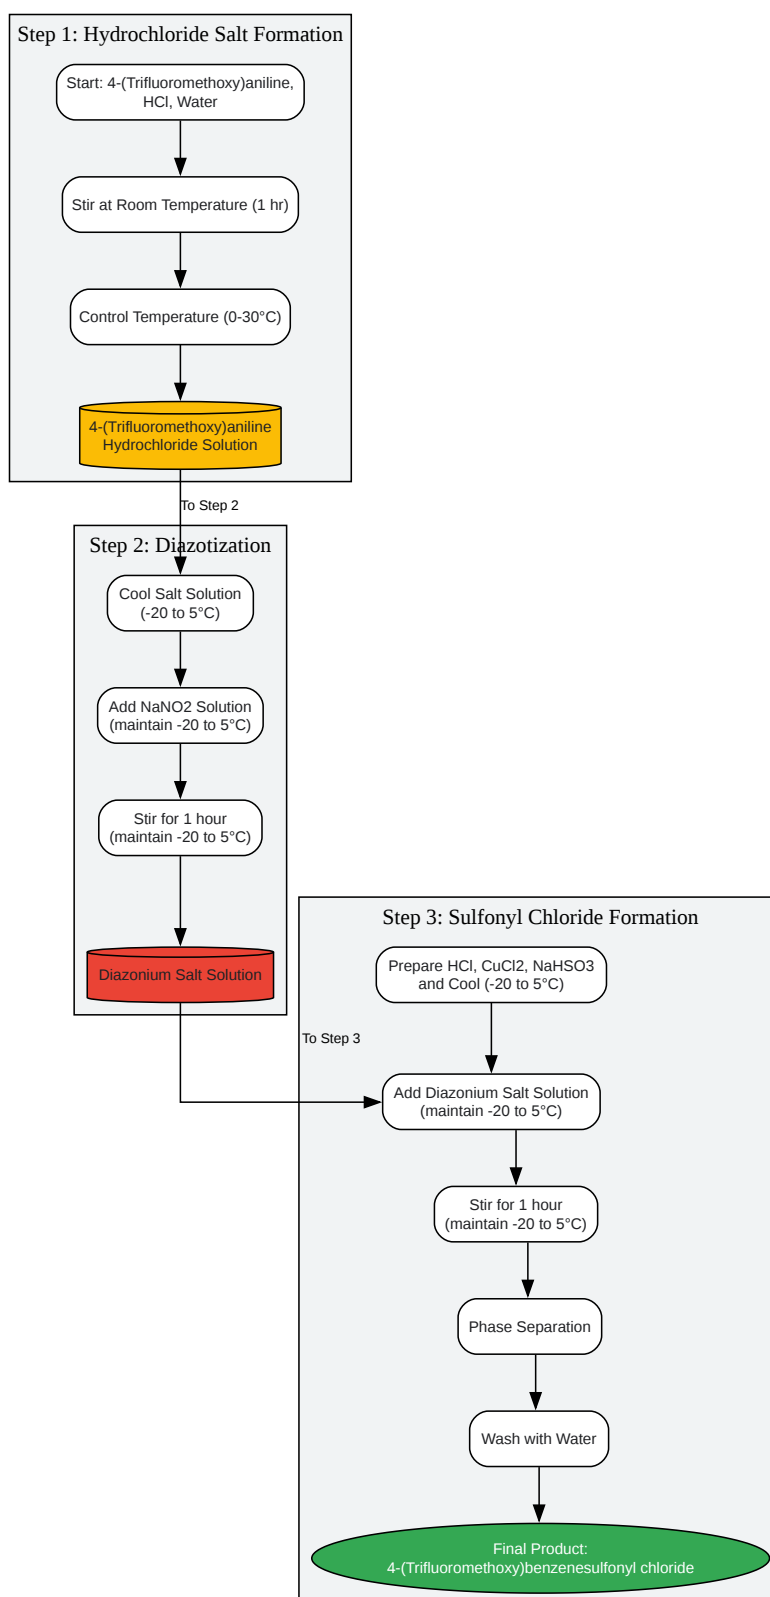 Step 1: Hydrochloride Salt Formation
Start: 4-(Trifluoromethoxy)aniline,
HCl, Water
Stir at Room Temperature (1 hr)
Control Temperature (0-30°C)
4-(Trifluoromethoxy)aniline
Hydrochloride Solution
To Step 2
Step 2: Diazotization
Cool Salt Solution
(-20 to 5°C)
Add NaNO2 Solution
(maintain -20 to 5°C)
Stir for 1 hour
(maintain -20 to 5°C)
Diazonium Salt Solution
To Step 3
Step 3: Sulfonyl Chloride Formation
Prepare HCl, CuCl2, NaHSO3
and Cool (-20 to 5°C)
Add Diazonium Salt Solution
(maintain -20 to 5°C)
Stir for 1 hour
(maintain -20 to 5°C)
Phase Separation
Wash with Water
Final Product:
4-(Trifluoromethoxy)benzenesulfonyl chloride